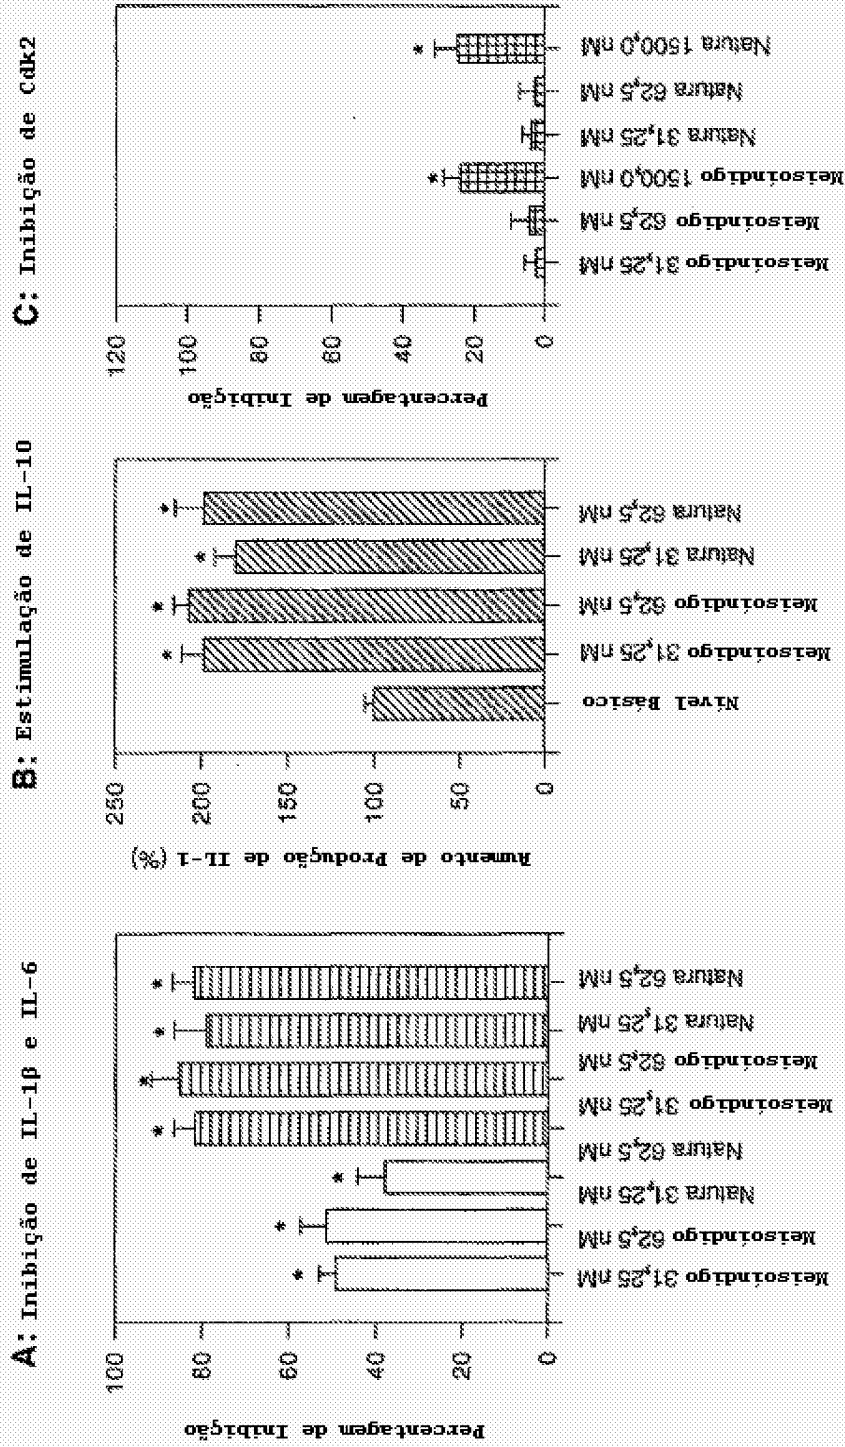 A: Inibição de IL-1β e IL-6
Percentagem de Inibição
100
80
60
40
20
0
* * * * * * *
Meisoíndigo 31,25 nM
Meisoíndigo 62,5 nM
Natura 31,25 nM
Natura 62,5 nM
Meisoíndigo 31,25 nM
Meisoíndigo 62,5 nM
Natura 31,25 nM
Natura 62,5 nM
B: Estimulação de IL-10
Aumento de Produção de IL-1 (%)
250
200
150
100
50
0
* * * *
Nível Básico
Meisoíndigo 31,25 nM
Meisoíndigo 62,5 nM
Natura 31,25 nM
Natura 62,5 nM
C: Inibição de Cdk2
Percentagem de Inibição
120
100
80
60
40
20
0
* *
Meisoíndigo 31,25 nM
Meisoíndigo 62,5 nM
Meisoíndigo 1500,0 nM
Natura 31,25 nM
Natura 62,5 nM
Natura 1500,0 nM